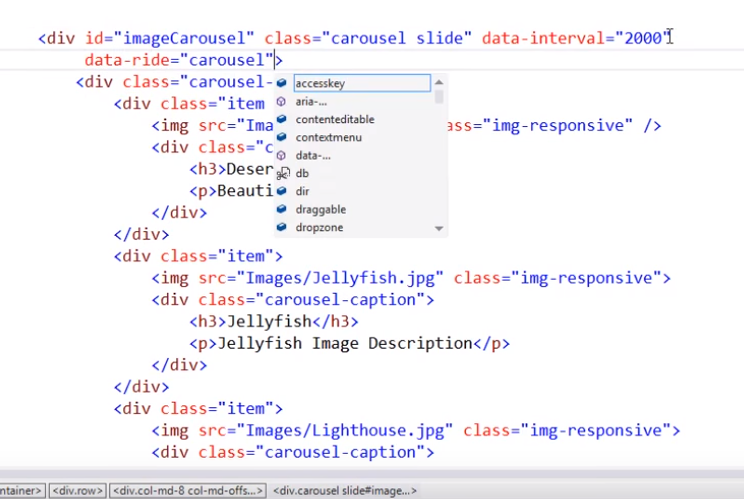 <div id="imageCarousel" class="carousel slide" data-interval="2000"
data-ride="carousel">
<div class="carousel-
<div class="item
<img src="Ima ass="img-responsive" />
<div class="c
<h3>Deser
<p>Beauti
</div>
</div>
accesskey
aria-...
contenteditable
contextmenu
data-...
db
dir
draggable
dropzone
<div class="item">
<img src="Images/Jellyfish.jpg" class="img-responsive">
<div class="carousel-caption">
<h3>Jellyfish</h3>
<p>Jellyfish Image Description</p>
</div>
</div>
<div class="item">
<img src="Images/Lighthouse.jpg" class="img-responsive">
<div class="carousel-caption">
ntainer> <div.row> <div.col-md-8 col-md-offs...> <div.carousel slide#image...>